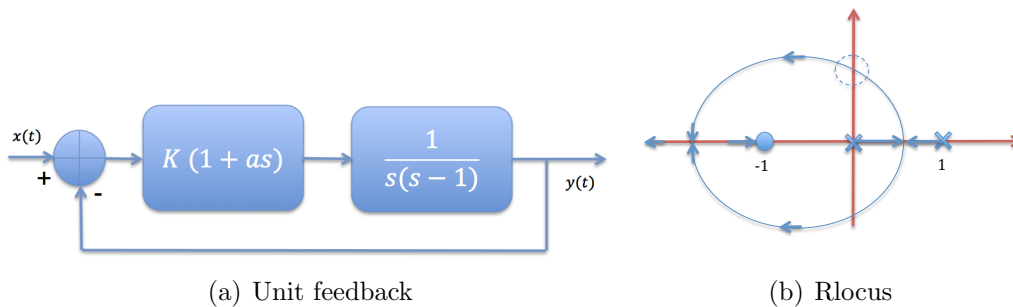 x(t)
+
-
K (1 + as)
1
s(s − 1)
y(t)
-1
1
(a) Unit feedback
(b) Rlocus